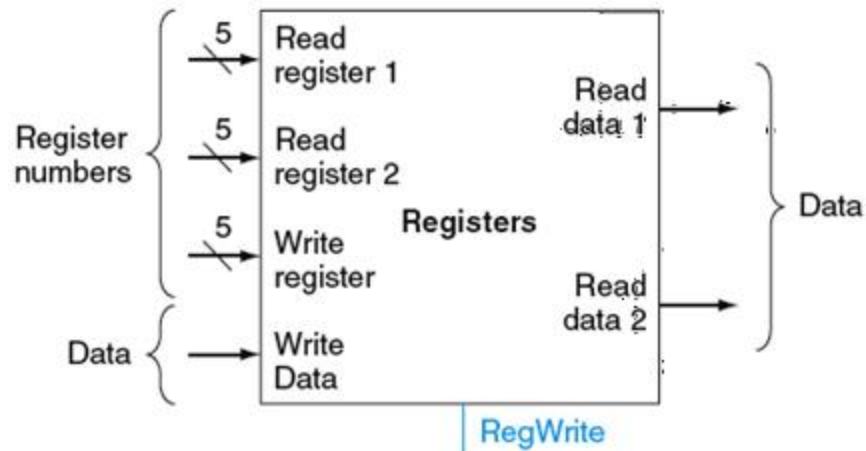 5
Read
register 1
5
Read
register 2
5
Write
register
Write
Data
Register
numbers
Data
Registers
Read
data 1
Read
data 2
Data
RegWrite